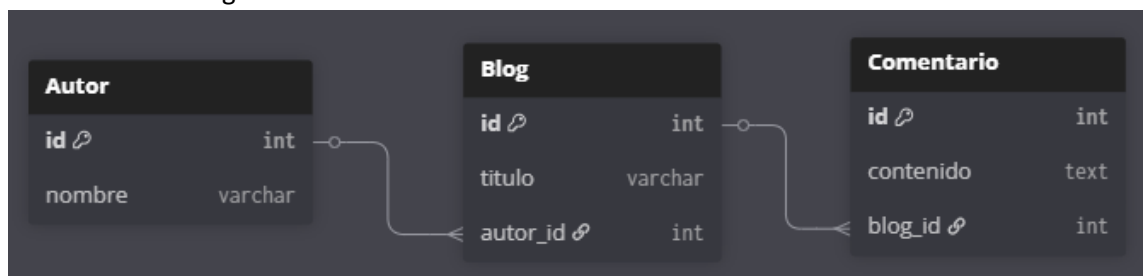 Autor
id int
nombre varchar
Blog
id int
titulo varchar
autor_id int
Comentario
id int
contenido text
blog_id int